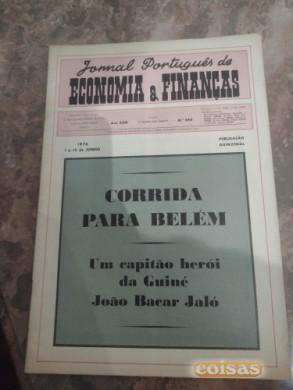 Jornal Português de
ECONOMIA & FINANÇAS
1976
1 a 15 de JUNHO
PUBLICAÇÃO
QUINZENAL
CORRIDA
PARA BELÉM
Um capitão herói
da Guiné
João Bacar Jaló
coisas